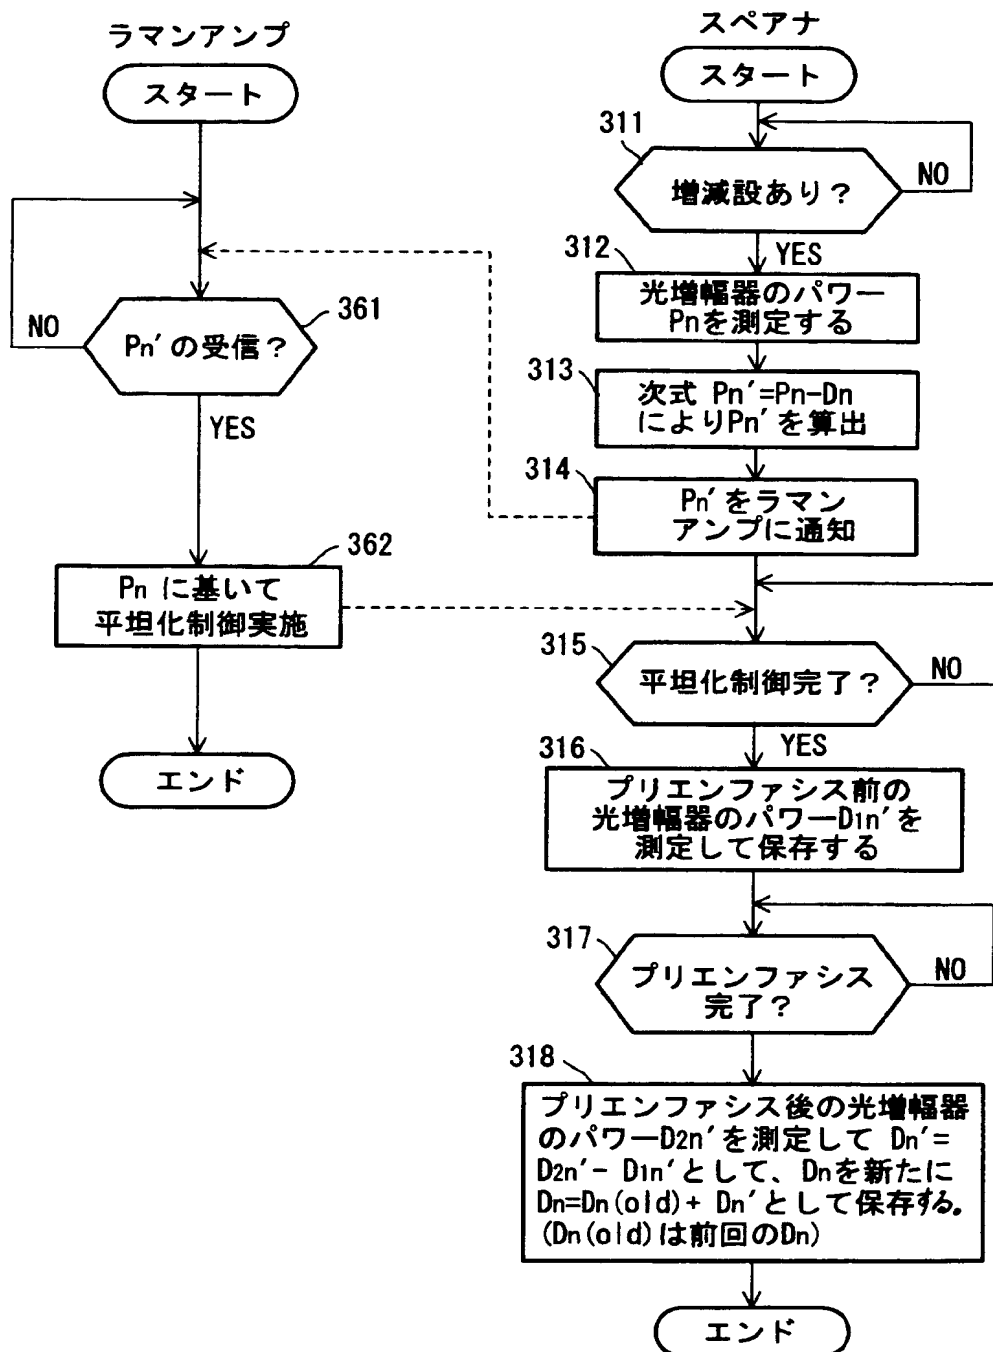 ラマンアンプ
スタート
NO
Pn'の受信？
361
YES
362
Pn に基いて
平坦化制御実施
エンド
スペアナ
スタート
311
増減設あり？
NO
YES
312
光増幅器のパワー
Pnを測定する
313
次式 Pn'=Pn-Dn
によりPn'を算出
314
Pn'をラマン
アンプに通知
315
平坦化制御完了？
NO
YES
316
プリエンファシス前の
光増幅器のパワーD1n'を
測定して保存する
317
プリエンファシス
完了？
NO
318
プリエンファシス後の光増幅器
のパワーD2n'を測定して Dn'=
D2n'- D1n'として、Dnを新たに
Dn=Dn(old)+ Dn'として保存する。
(Dn(old)は前回のDn)
エンド